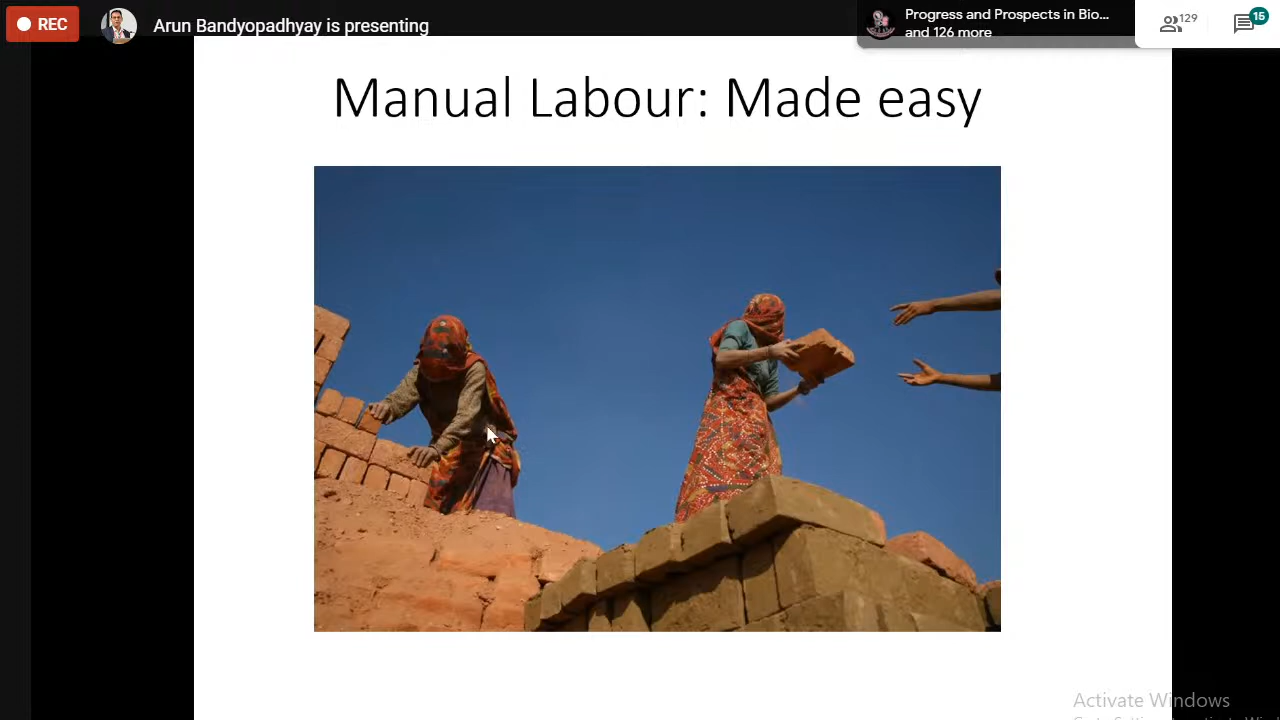 REC
Arun Bandyopadhyay is presenting
Progress and Prospects in Bio...
and 126 more
129
15
Manual Labour: Made easy
Activate Windows